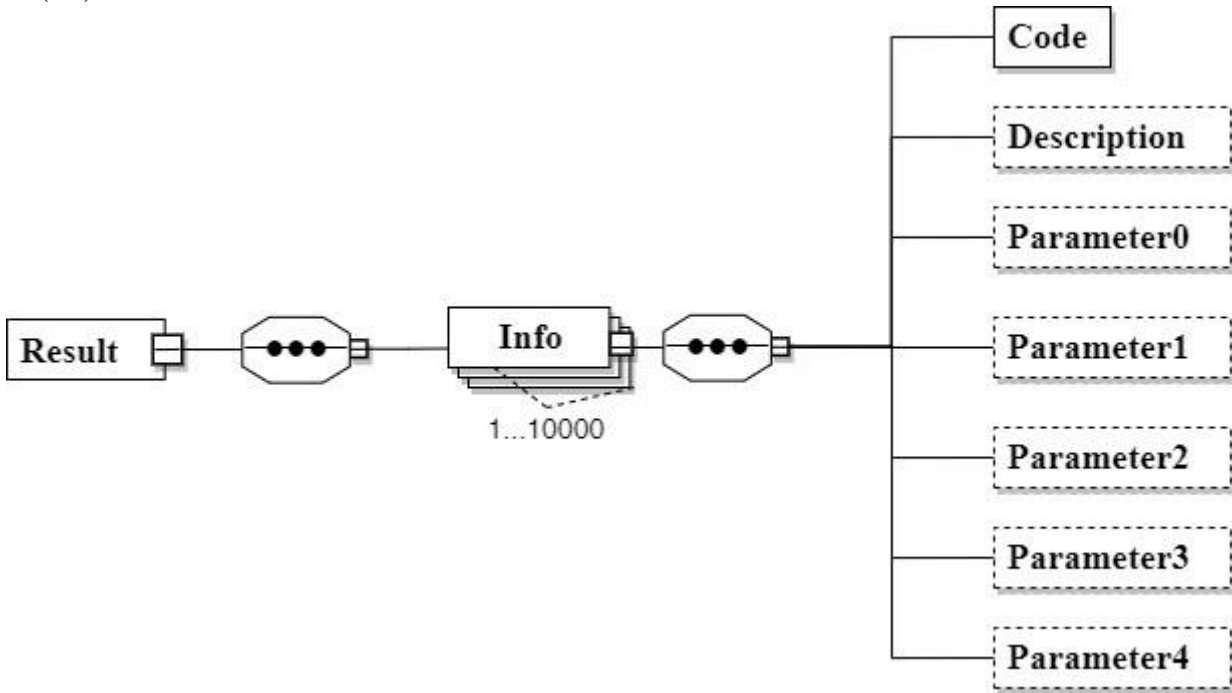 Code
Description
Parameter0
Result
Info
Parameter1
1...10000
Parameter2
Parameter3
Parameter4